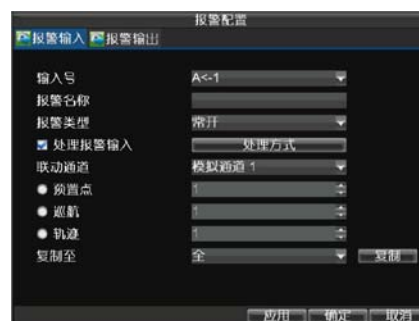 报警配置
报警输入 报警输出
输入号 A<-1
报警名称
报警类型 常开
处理报警输入 处理方式
联动通道 模拟通道 1
预置点 1
巡航 1
轨迹 1
复制至 全 复制
应用 确定 取消